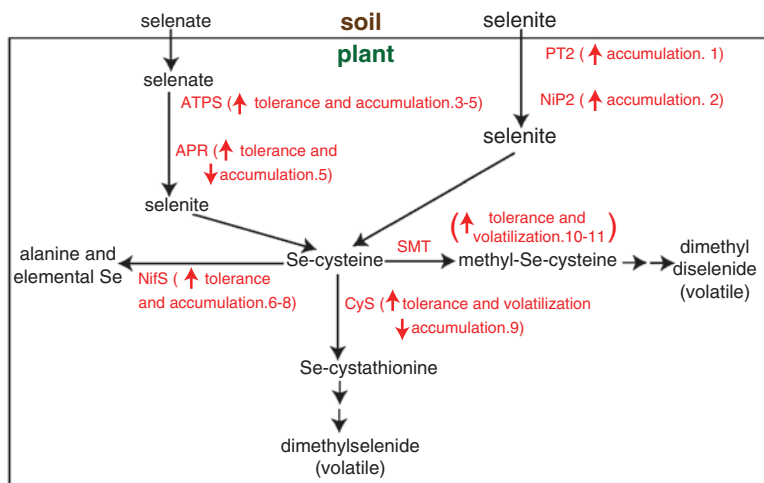 selenate
soil
selenite
plant
PT2 ( accumulation. 1)
selenate
ATPS ( tolerance and accumulation.3-5)
NiP2 ( accumulation. 2)
selenite
APR ( tolerance and
accumulation.5)
selenite
( tolerance and
volatilization.10-11)
SMT
alanine and
elemental Se
Se-cysteine
methyl-Se-cysteine
dimethyl
diselenide
(volatile)
NifS ( tolerance
and accumulation.6-8)
CyS ( tolerance and volatilization
accumulation.9)
Se-cystathionine
dimethylselenide
(volatile)